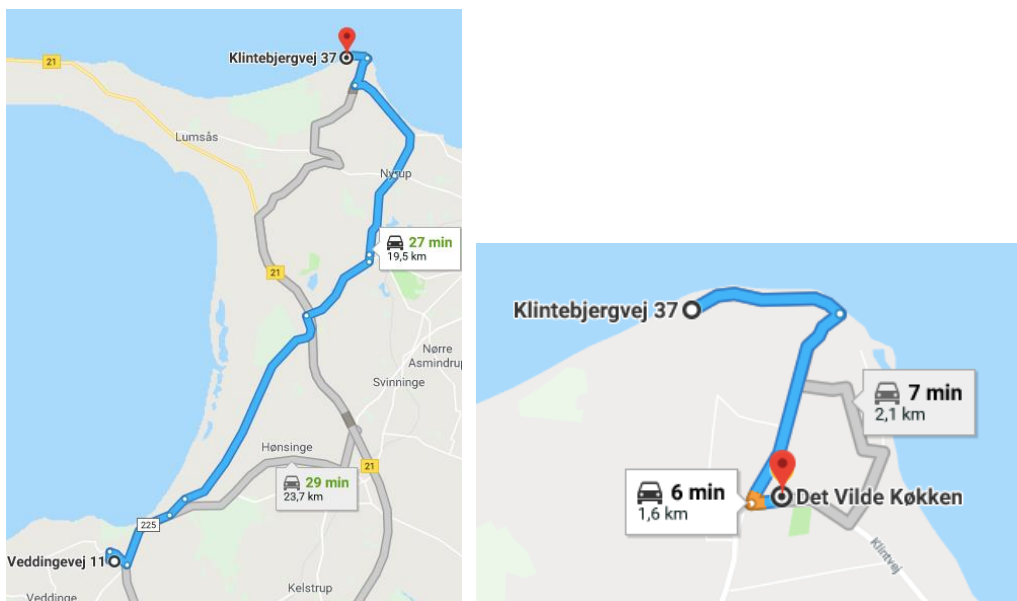 Klintebjergvej 37
21
Lumsås
Nyrup
27 min
19,5 km
21
Nørre
Asmindrup
Svinninge
Hønsinge
21
29 min
23,7 km
225
Veddingevej 11
Veddinge
Kelstrup
Klintebjergvej 37
7 min
2,1 km
6 min
1,6 km
Det Vilde Køkken
Klintvej